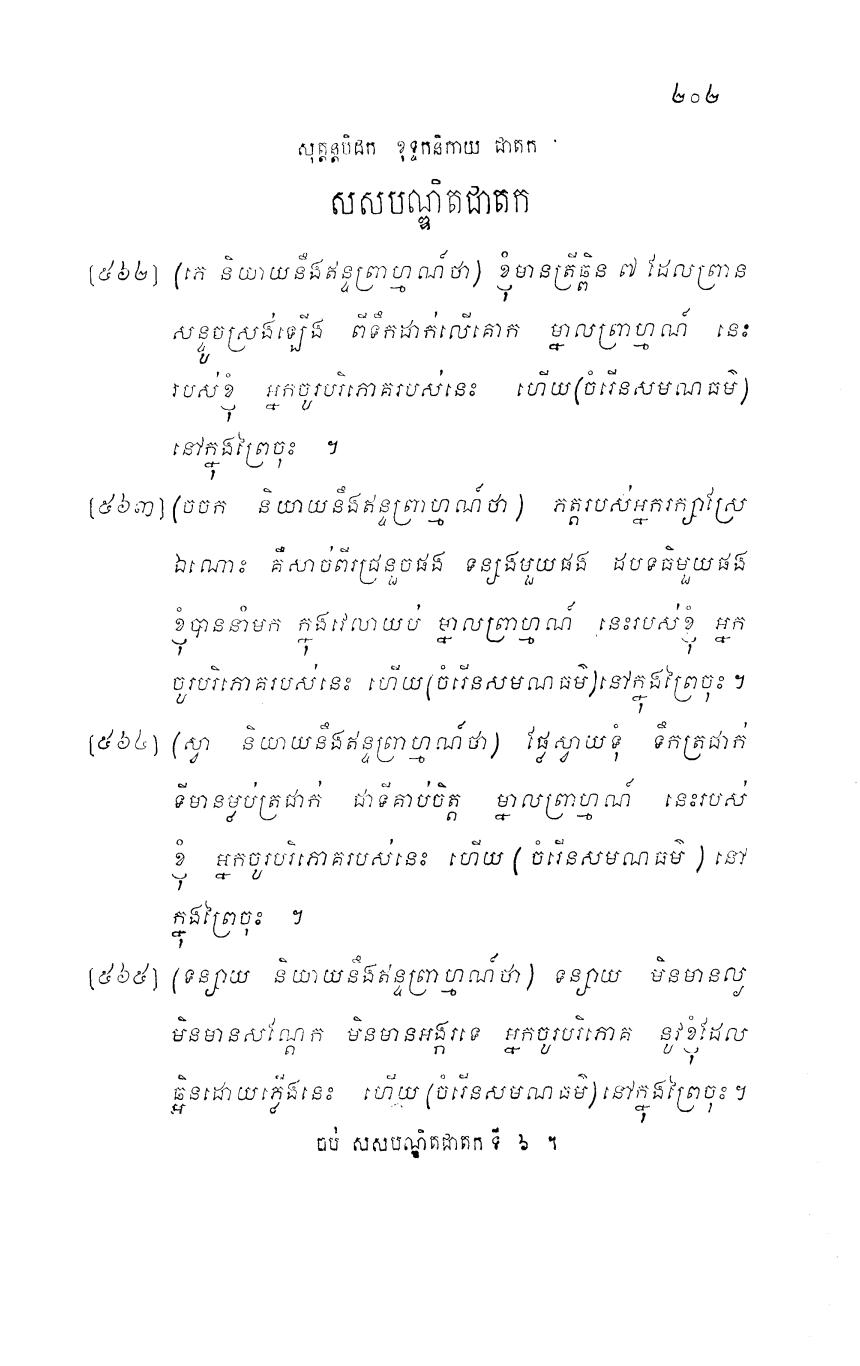 ២០២
សុត្តន្តបិដក ខុទ្ទកនិកាយ ជាតក
សសបណ្ឌិតជាតក
[៥៦២] (ភេ និយាយនឹងឥន្ទព្រាហ្មណ៍ថា) ខ្ញុំមានត្រីឆ្ពិន ៧ ដែលព្រាន
សន្ទូចស្រង់ឡើង ពីទឹកដាក់លើគោក ម្នាលព្រាហ្មណ៍ នេះ
របស់ខ្ញុំ អ្នកចូរបរិភោគរបស់នេះ ហើយ(ចំរើនសមណធម៌)
នៅក្នុងព្រៃចុះ ។
[៥៦៣] (ចចក និយាយនឹងឥន្ទព្រាហ្មណ៍ថា) ភត្តរបស់អ្នករក្សាស្រែ
ឯណោះ គឺសាច់ពីរជ្រនួចផង ទន្សងមួយផង ដបទធិមួយផង
ខ្ញុំបាននាំមក ក្នុងវេលាយប់ ម្នាលព្រាហ្មណ៍ នេះរបស់ខ្ញុំ អ្នក
ចូរបរិភោគរបស់នេះ ហើយ(ចំរើនសមណធម៌)នៅក្នុងព្រៃចុះ ។
[៥៦៤] (ស្វា និយាយនឹងឥន្ទព្រាហ្មណ៍ថា) ផ្លែស្វាយទុំ ទឹកត្រជាក់
ទីមានម្លប់ត្រជាក់ ជាទីគាប់ចិត្ត ម្នាលព្រាហ្មណ៍ នេះរបស់
ខ្ញុំ អ្នកចូរបរិភោគរបស់នេះ ហើយ ( ចំរើនសមណធម៌ ) នៅ
ក្នុងព្រៃចុះ ។
[៥៦៥] (ទន្សាយ និយាយនឹងឥន្ទព្រាហ្មណ៍ថា) ទន្សាយ មិនមានល្ង
មិនមានសណ្តែក មិនមានអង្ករទេ អ្នកចូរបរិភោគ នូវខ្ញុំដែល
ឆ្អិនដោយភ្លើងនេះ ហើយ (ចំរើនសមណធម៌)នៅក្នុងព្រៃចុះ ។
ចប់ សសបណ្ឌិតជាតក ទី ៦ ។